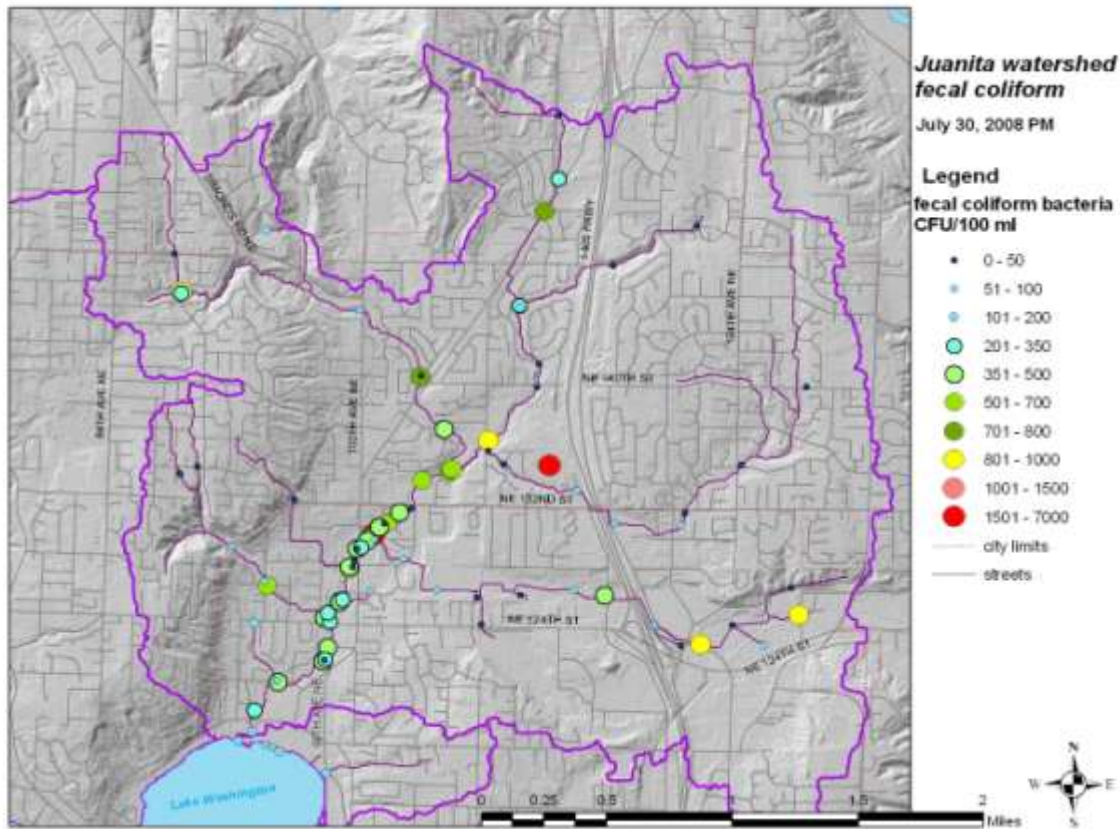 Juanita watershed
fecal coliform
July 30, 2008 PM
Legend
fecal coliform bacteria
CFU/100 ml
0 - 50
51 - 100
101 - 200
201 - 350
351 - 500
501 - 700
701 - 800
801 - 1000
1001 - 1500
1501 - 7000
city limits
streets
NE 132ND ST
NE 124TH ST
NE 124TH ST
Lake Washington
N
W
E
S
0
0.25
0.5
1
1.5
2
Miles